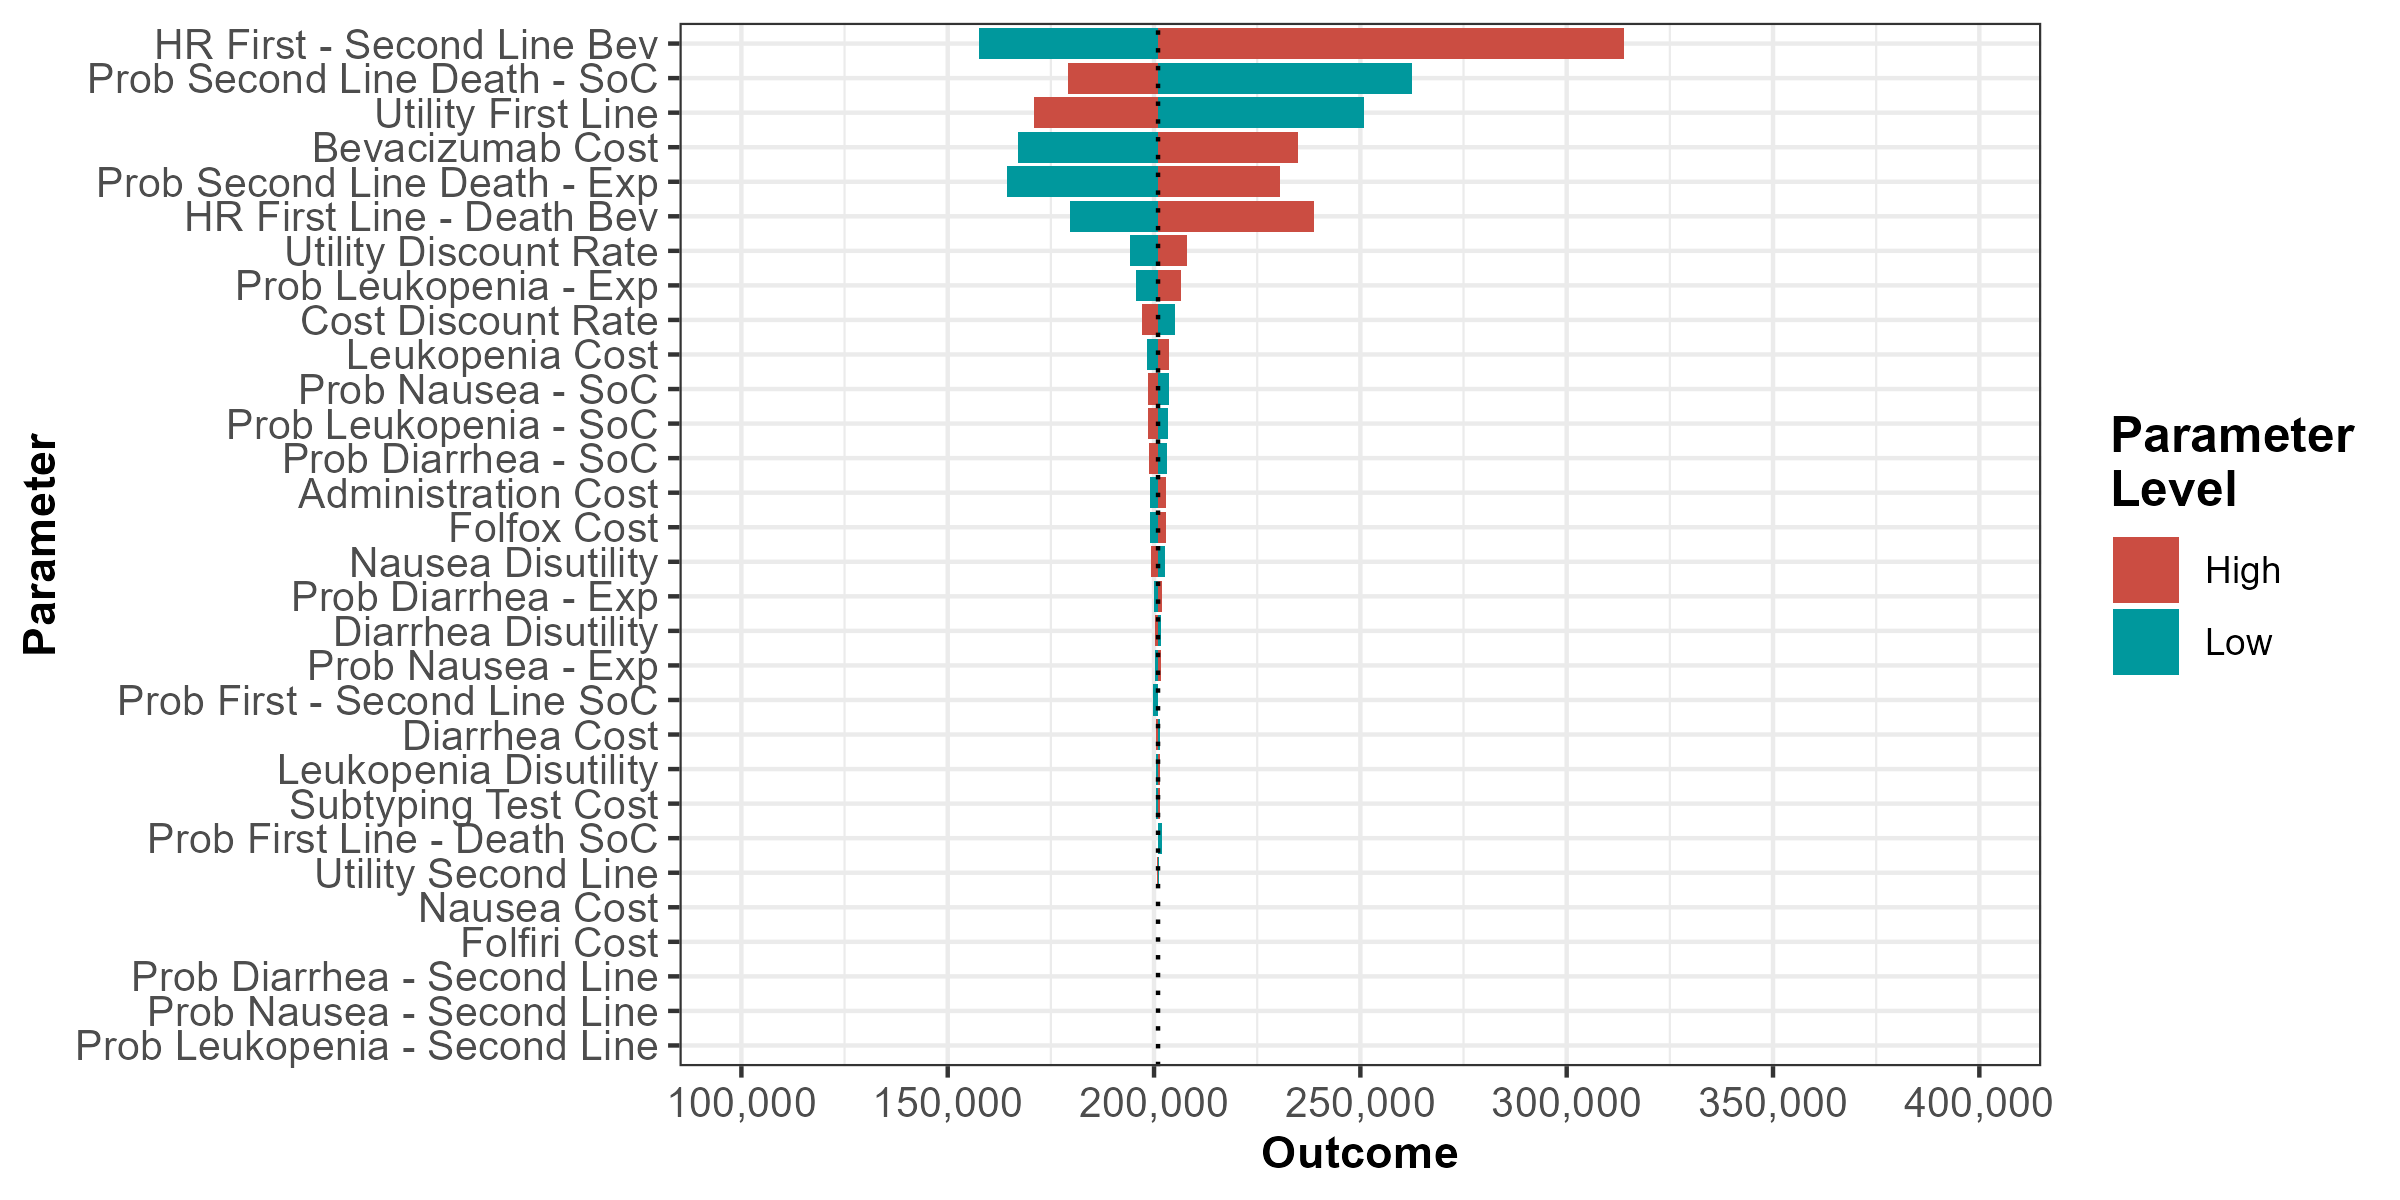 HR First - Second Line Bev
Prob Second Line Death - SoC
Utility First Line
Bevacizumab Cost
Prob Second Line Death - Exp
HR First Line - Death Bev
Utility Discount Rate
Prob Leukopenia - Exp
Cost Discount Rate
Leukopenia Cost
Prob Nausea - SoC
Prob Leukopenia - SoC
Prob Diarrhea - SoC
Administration Cost
Folfox Cost
Nausea Disutility
Prob Diarrhea - Exp
Diarrhea Disutility
Prob Nausea - Exp
Prob First - Second Line SoC
Diarrhea Cost
Leukopenia Disutility
Subtyping Test Cost
Prob First Line - Death SoC
Utility Second Line
Nausea Cost
Folfiri Cost
Prob Diarrhea - Second Line
Prob Nausea - Second Line
Prob Leukopenia - Second Line
Parameter
100,000 150,000 200,000 250,000 300,000 350,000 400,000
Outcome
Parameter
Level
High
Low